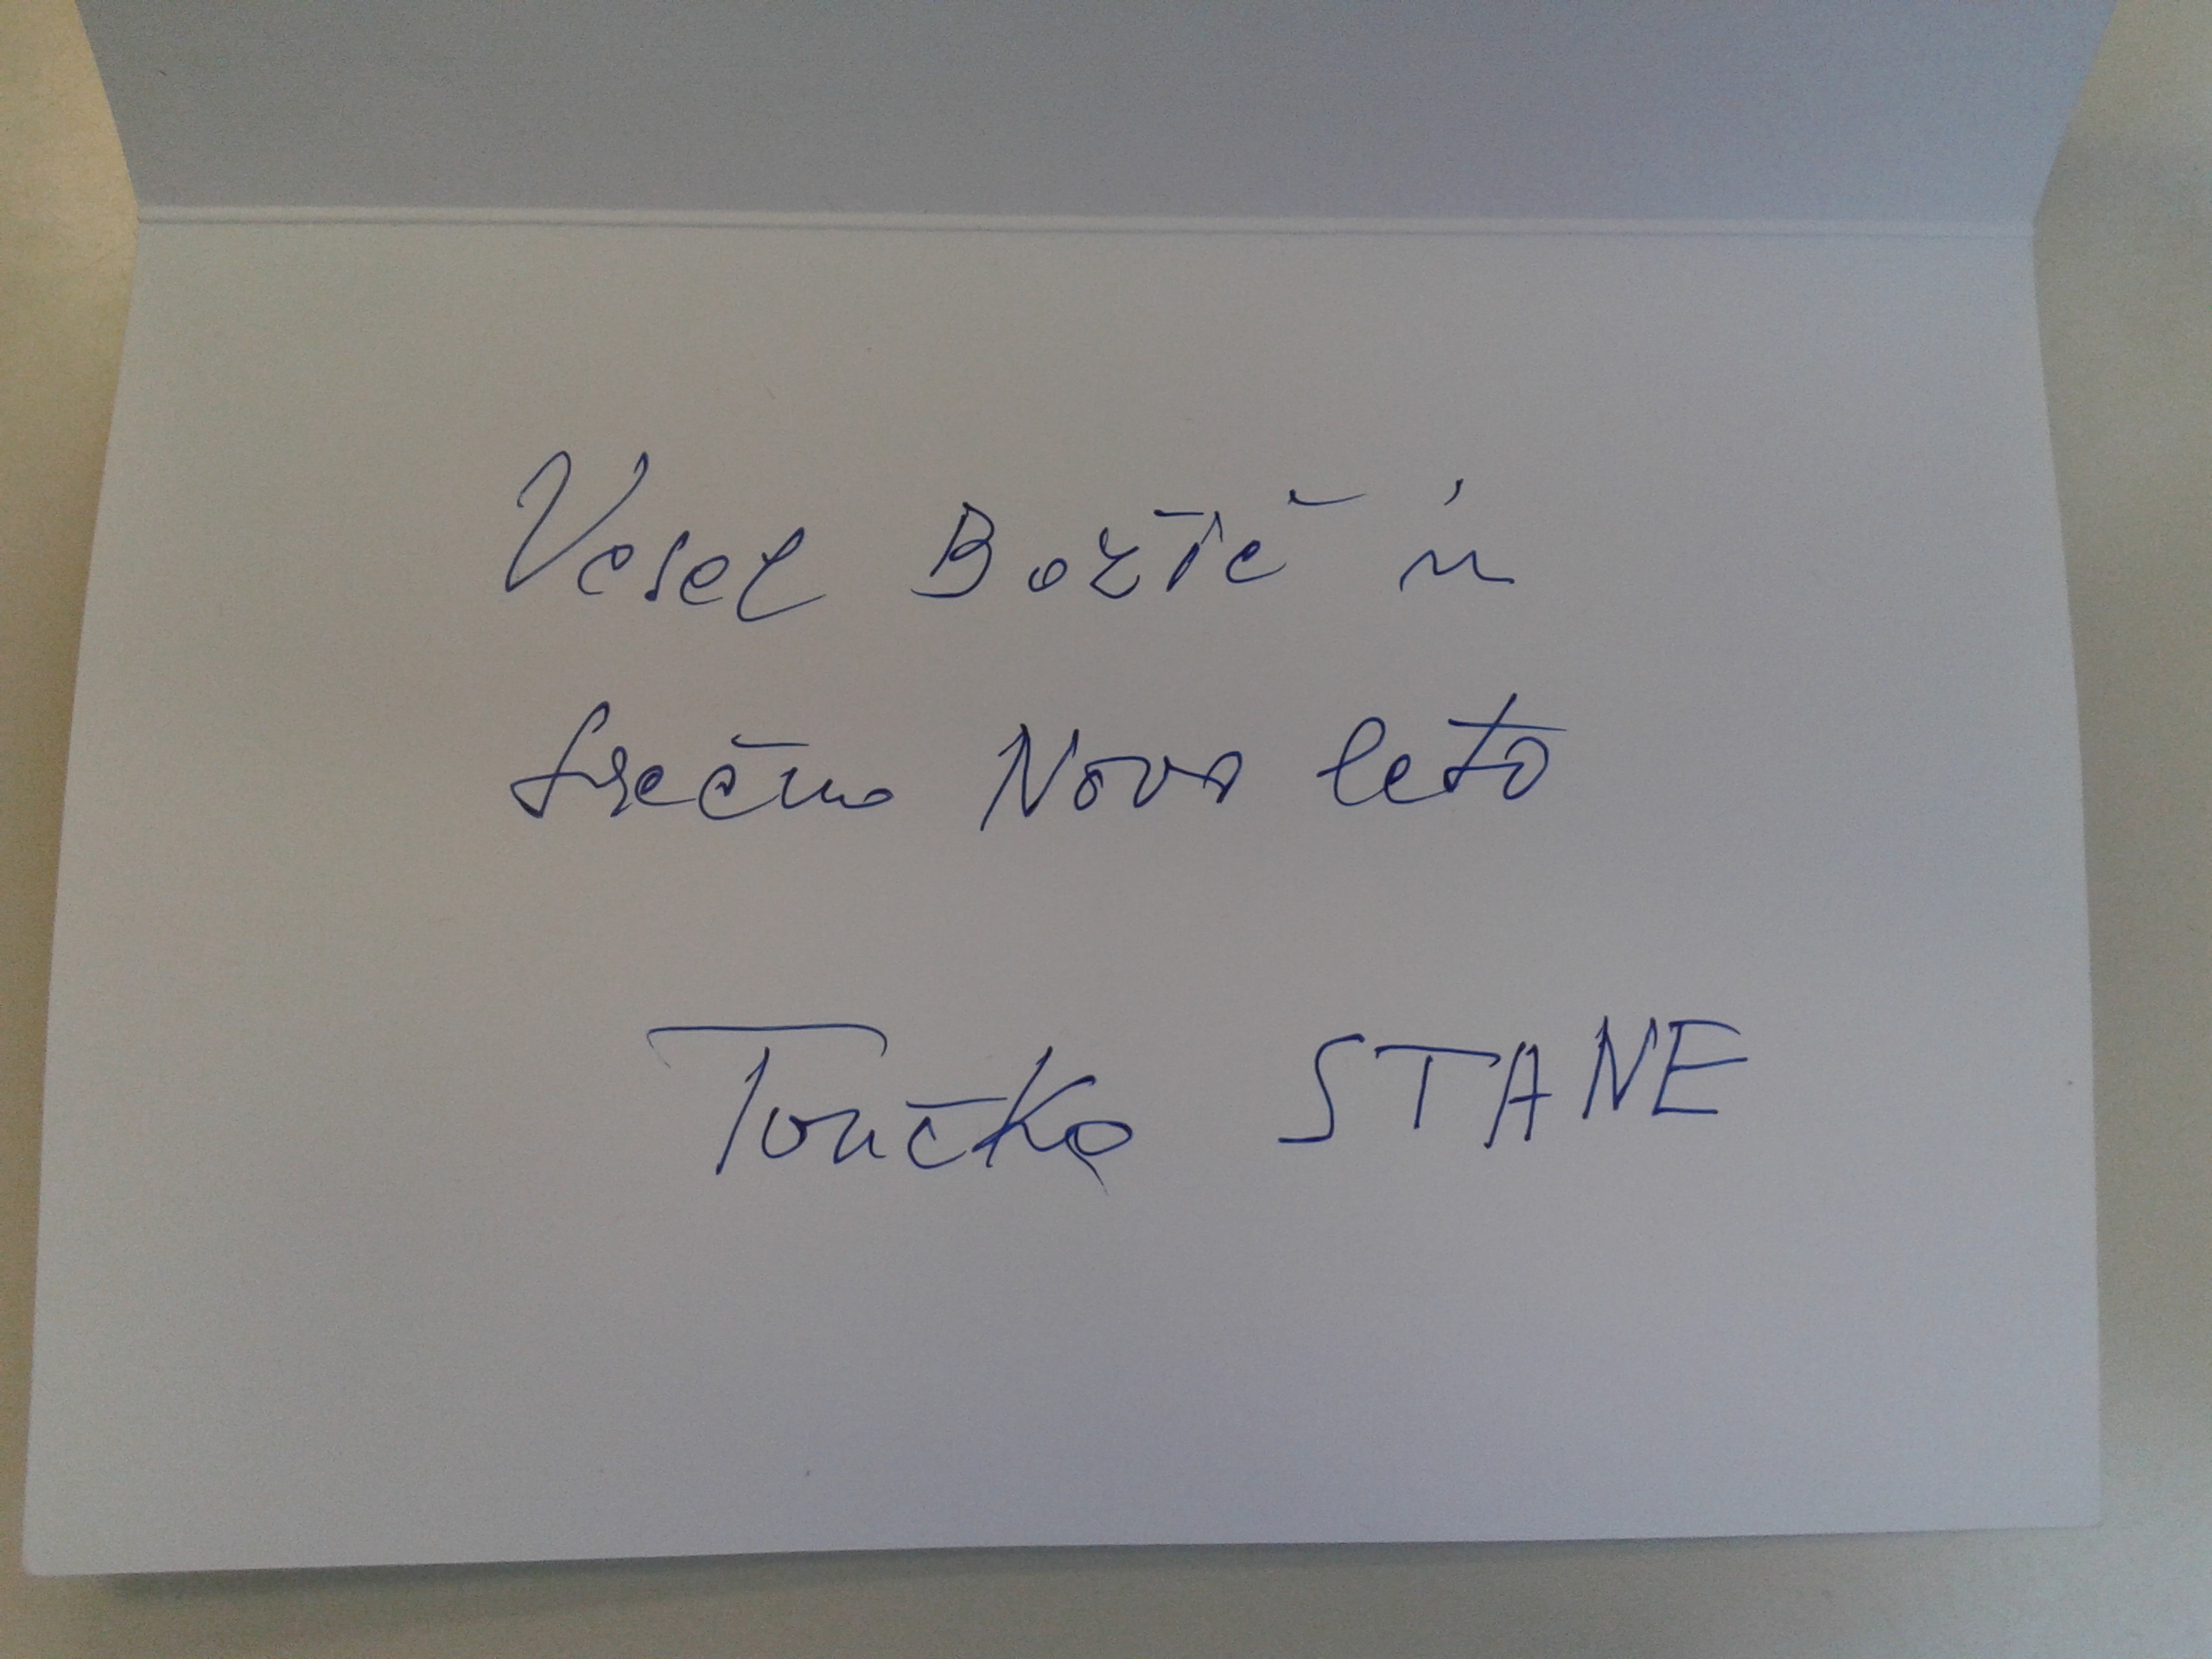 Vesel Božič in
srečno Novo leto
Tončka STANE